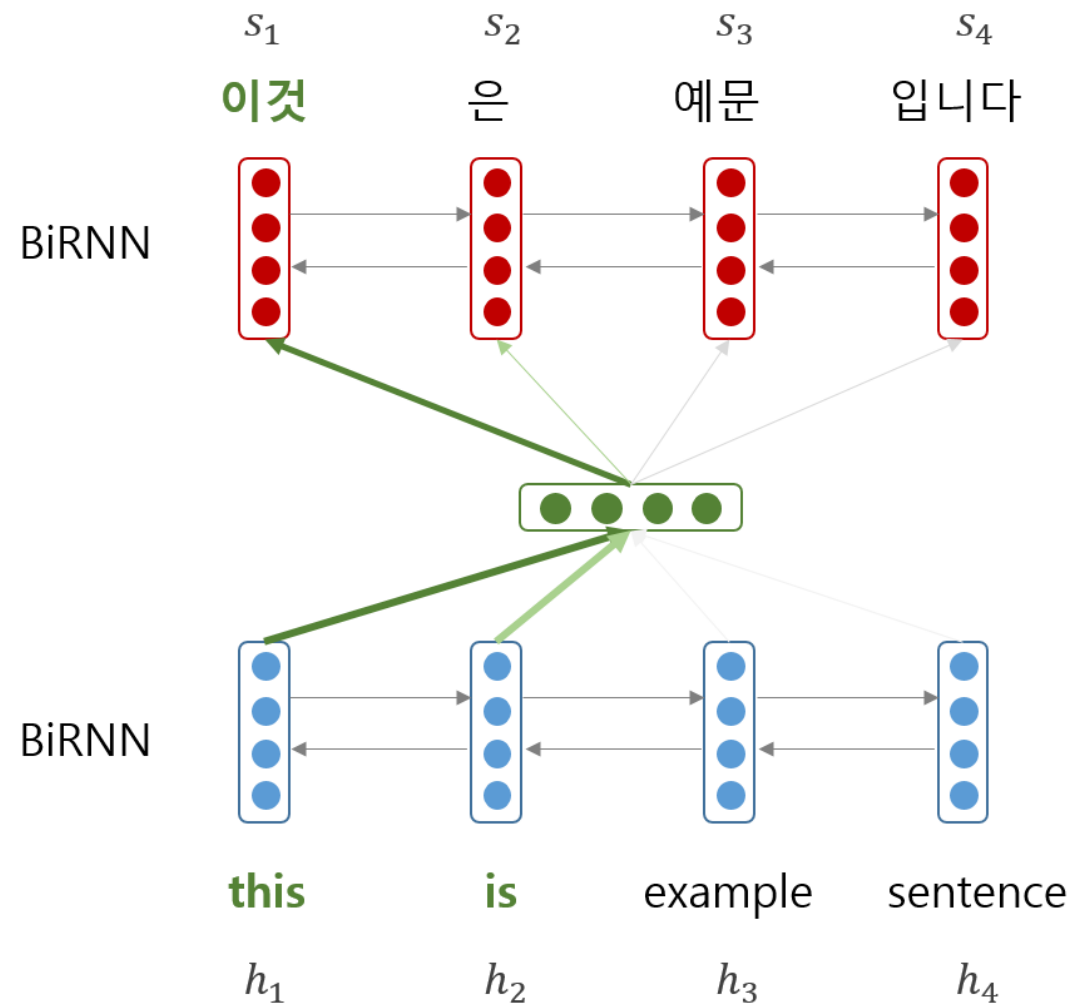 s₁ s₂ s₃ s₄
이것 은 예문 입니다
BiRNN
BiRNN
this is example sentence
h₁ h₂ h₃ h₄